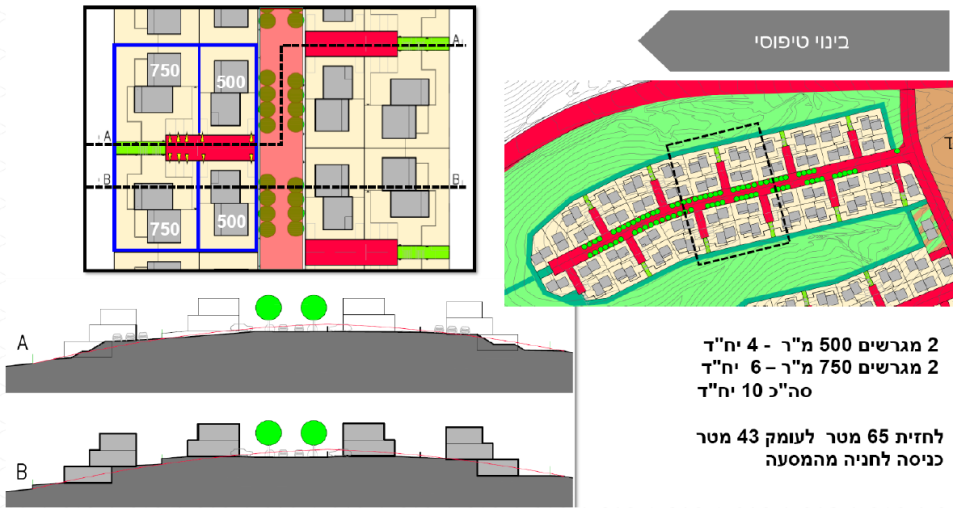 בינוי טיפוסי
750
500
A
A
B
B
750
500
ד
A
B
2 מגרשים 500 מ"ר - 4 יח"ד
2 מגרשים 750 מ"ר – 6 יח"ד
סה"כ 10 יח"ד
לחזית 65 מטר לעומק 43 מטר
כניסה לחניה מהמסעה